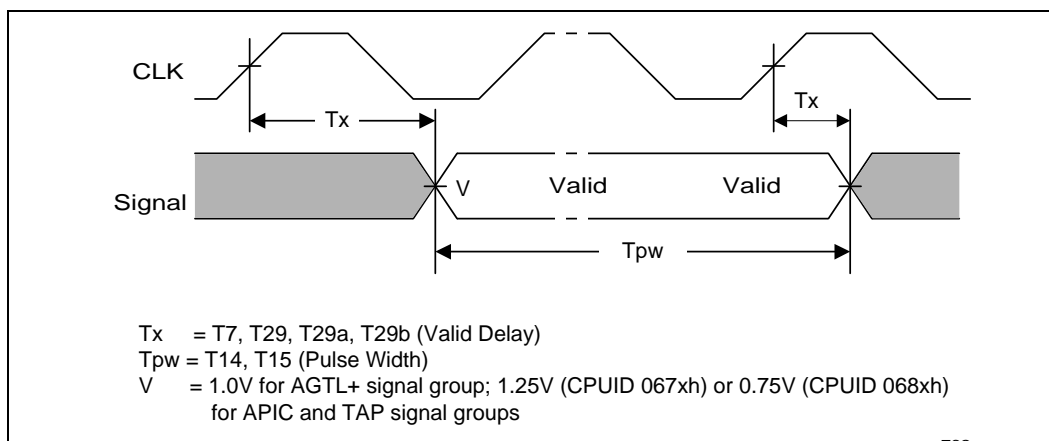 CLK
Tx
Tx
Signal
V
Valid
Valid
Tpw
Tx = T7, T29, T29a, T29b (Valid Delay)
Tpw = T14, T15 (Pulse Width)
V = 1.0V for AGTL+ signal group; 1.25V (CPUID 067xh) or 0.75V (CPUID 068xh)
for APIC and TAP signal groups